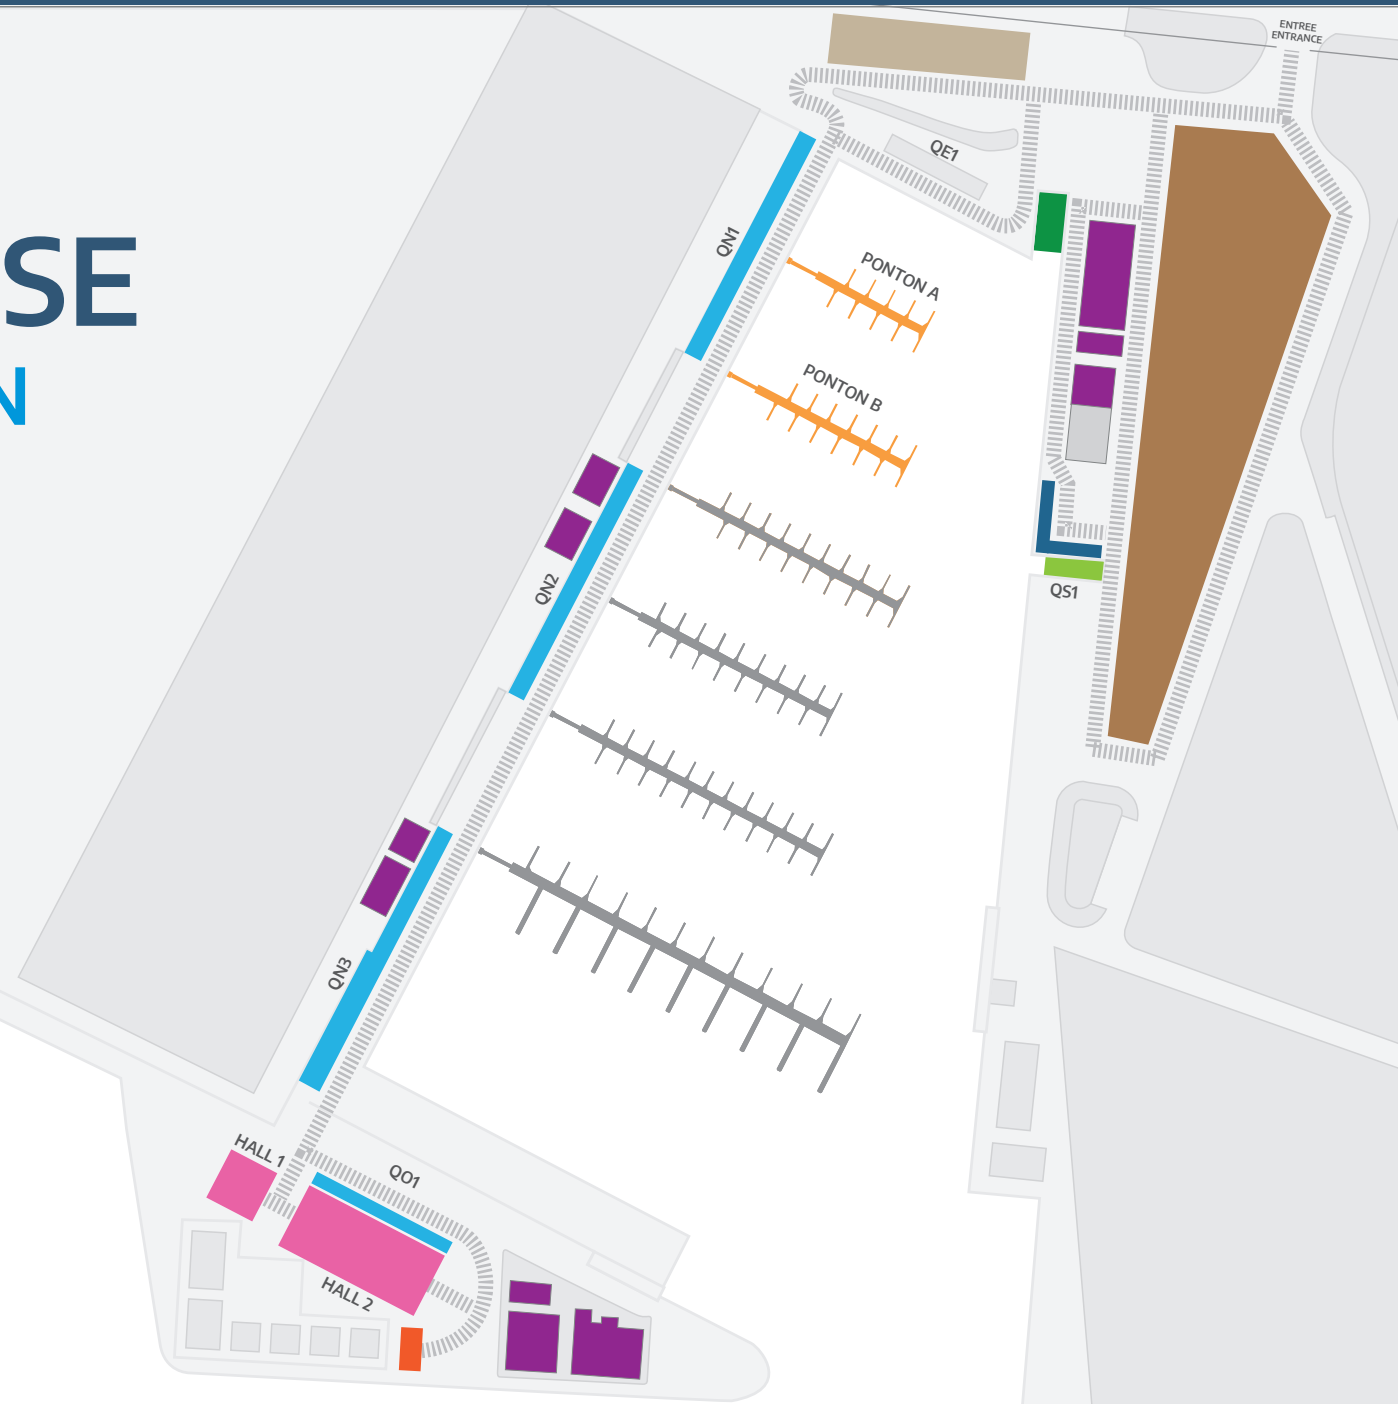 ENTREE
ENTRANCE
QE1
QN1
SE
PONTON A
N
PONTON B
QN2
QS1
QN3
HALL 1
QO1
HALL 2